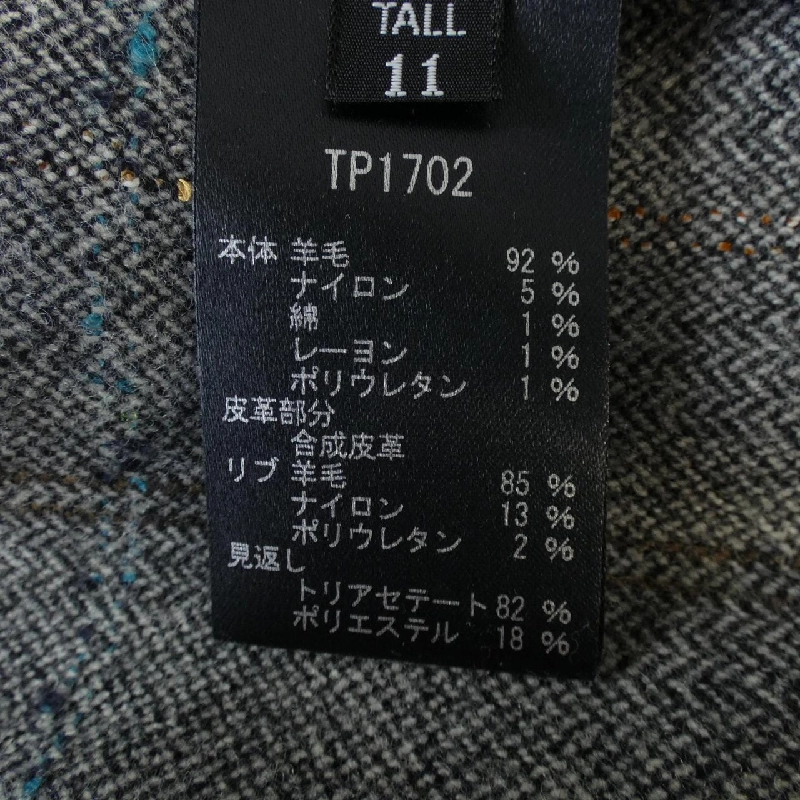 TALL
11
TP1702
本体 羊毛 92 %
ナイロン 5 %
綿 1 %
レーヨン 1 %
ポリウレタン 1 %
皮革部分
合成皮革
リブ 羊毛 85 %
ナイロン 13 %
ポリウレタン 2 %
見返し
トリアセテート 82 %
ポリエステル 18 %